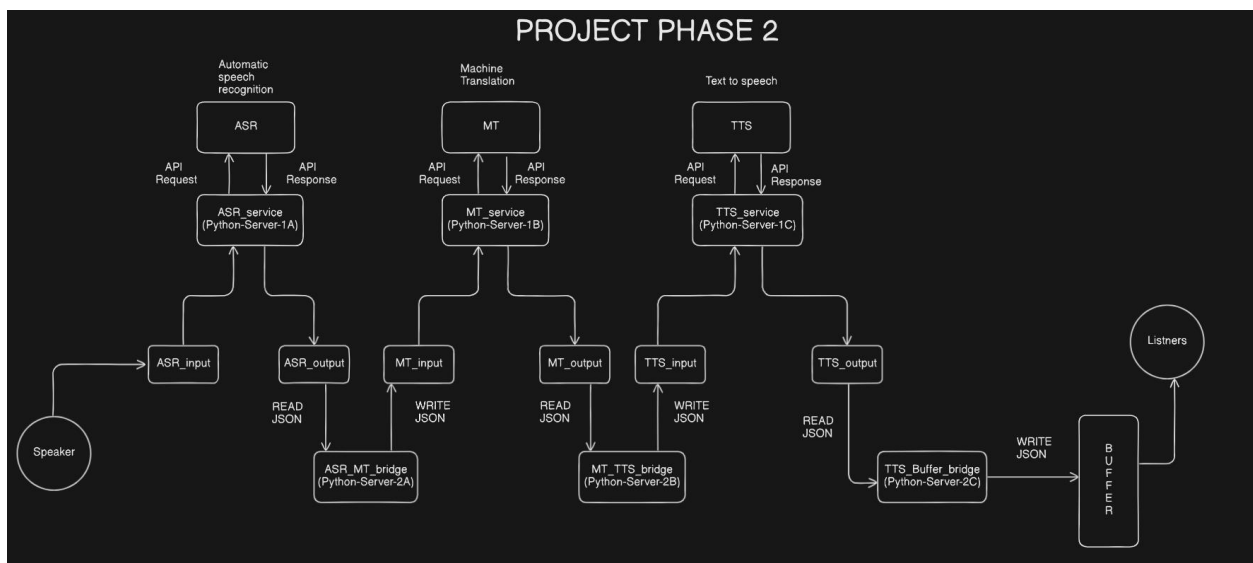 PROJECT PHASE 2
Automatic
speech
recognition
Machine
Translation
Text to speech
ASR
MT
TTS
API
Request
API
Response
API
Request
API
Response
API
Request
API
Response
ASR_service
(Python-Server-1A)
MT_service
(Python-Server-1B)
TTS_service
(Python-Server-1C)
Listners
ASR_input
ASR_output
MT_input
MT_output
TTS_input
TTS_output
READ
JSON
WRITE
JSON
READ
JSON
WRITE
JSON
READ
JSON
WRITE
JSON
Speaker
ASR_MT_bridge
(Python-Server-2A)
MT_TTS_bridge
(Python-Server-2B)
TTS_Buffer_bridge
(Python-Server-2C)
B
U
F
F
E
R